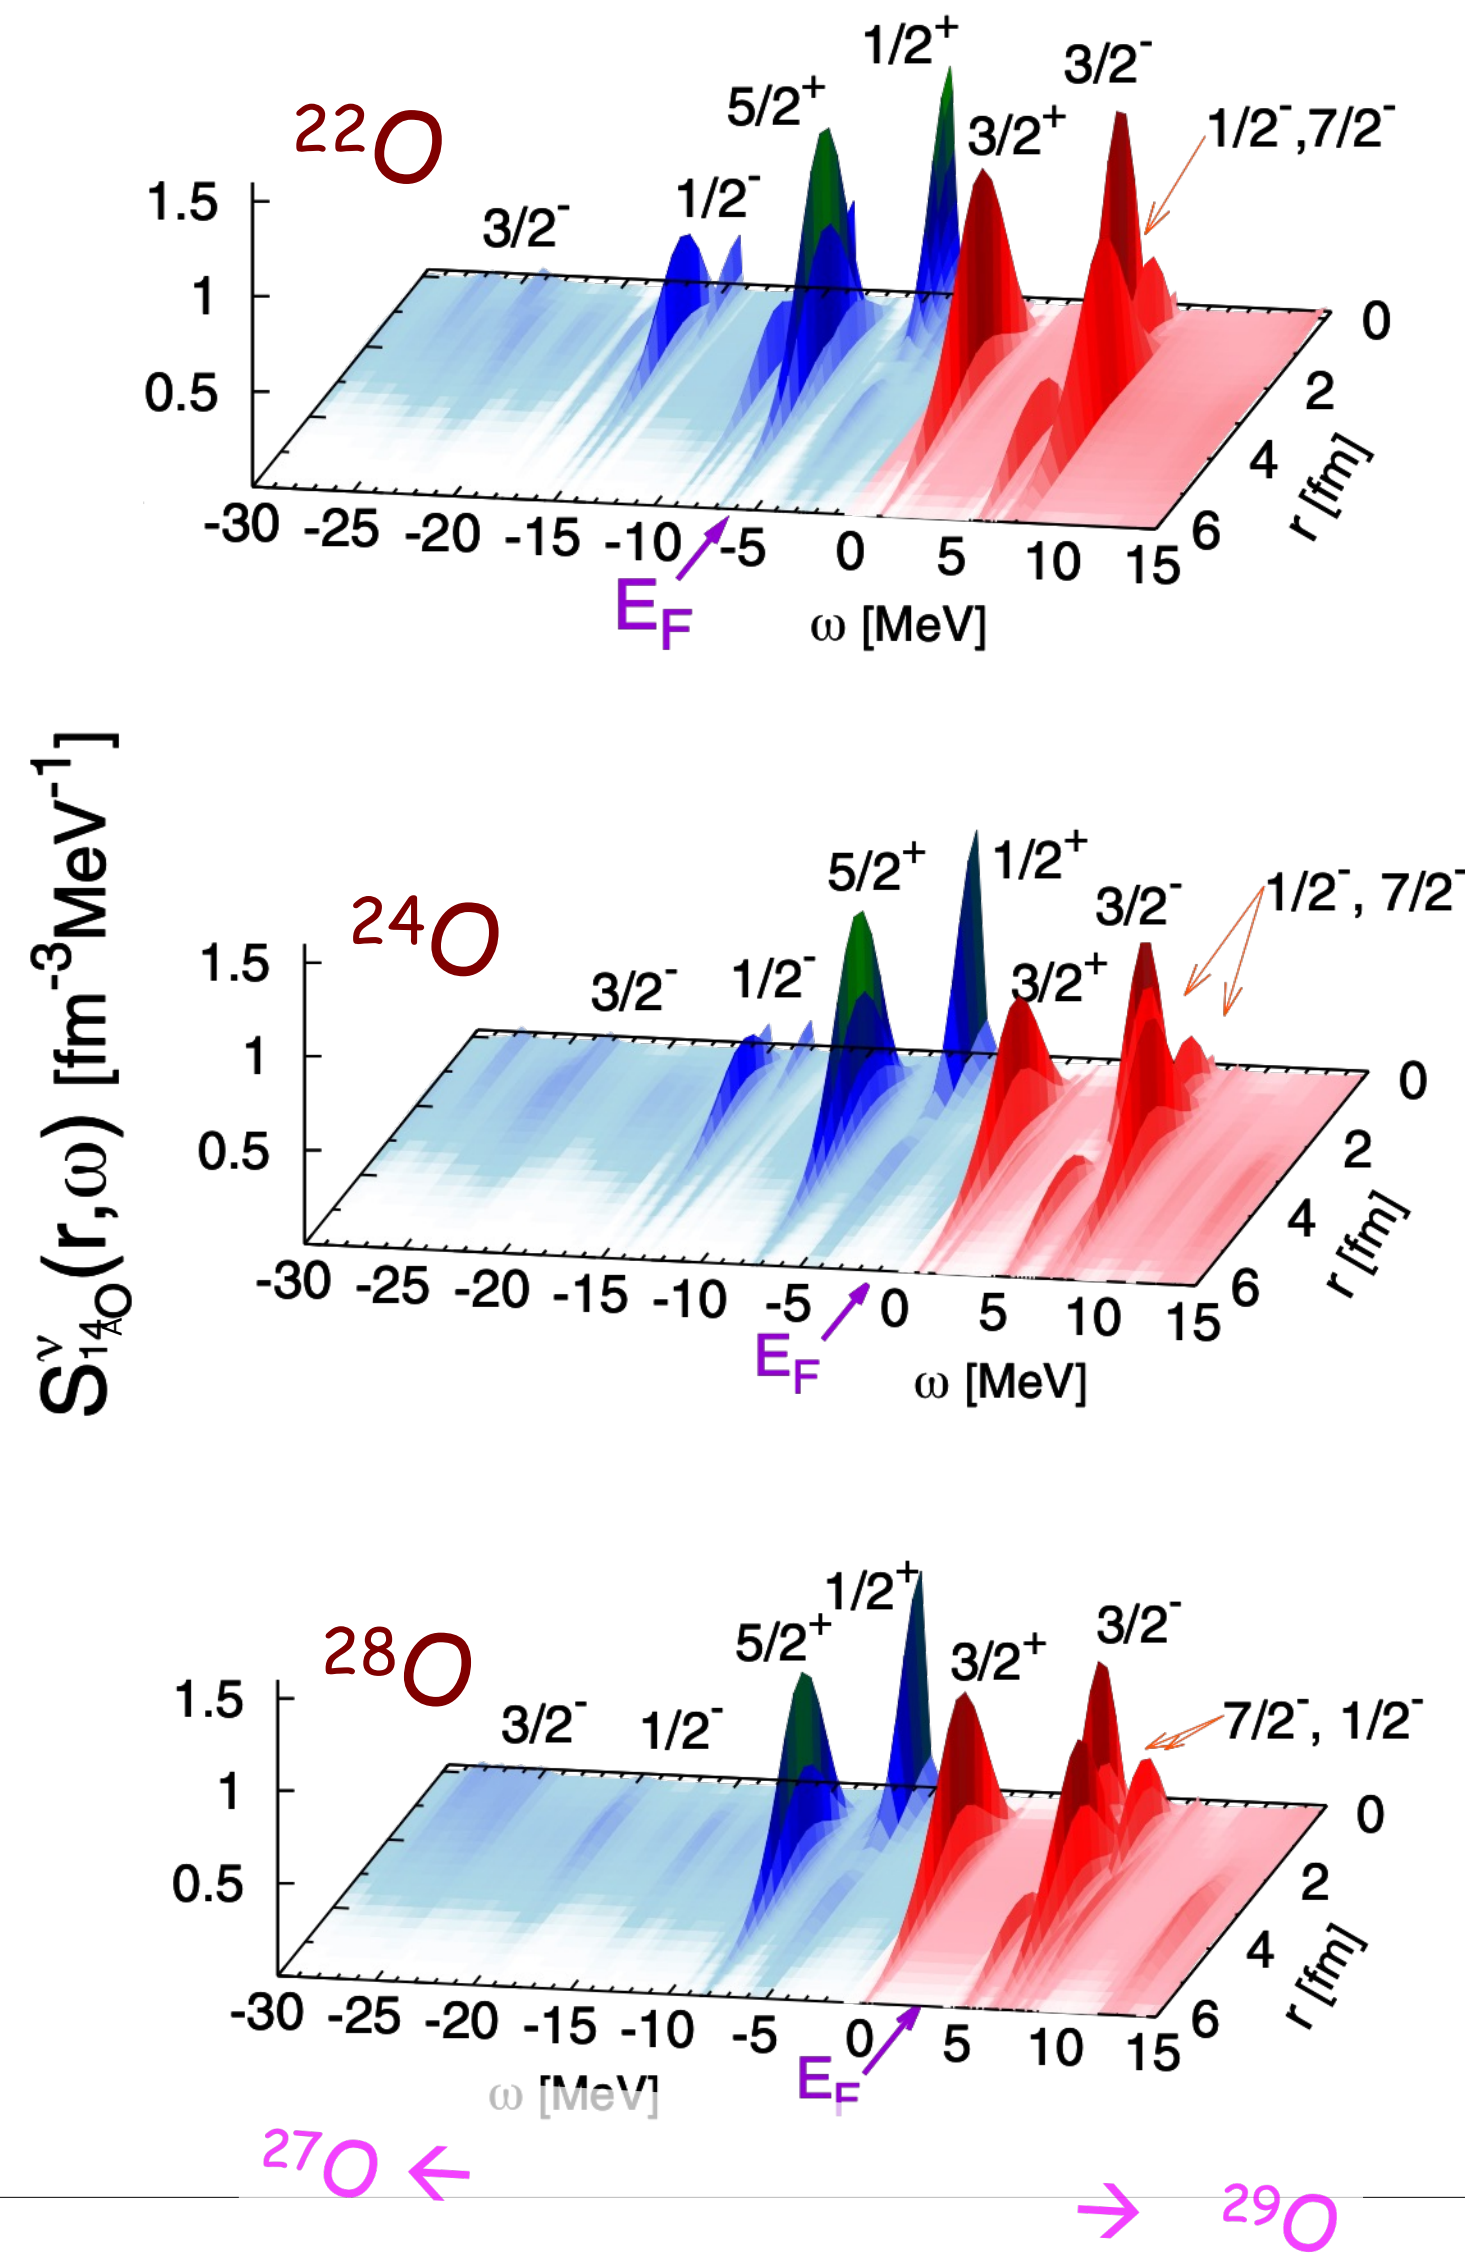 S^ν_{14_{AO}}(r,ω) [fm⁻³MeV⁻¹]
²²O
3/2⁻
1/2⁻
5/2⁺
1/2⁺
3/2⁺
3/2⁻
1/2⁻,7/2⁻
1.5
1
0.5
-30 -25 -20 -15 -10 -5 0 5 10 15
0
2
4
6
r [fm]
E_F
ω [MeV]
²⁴O
3/2⁻
1/2⁻
5/2⁺
1/2⁺
3/2⁺
3/2⁻
1/2⁻, 7/2⁻
1.5
1
0.5
-30 -25 -20 -15 -10 -5 0 5 10 15
0
2
4
6
r [fm]
E_F
ω [MeV]
²⁸O
3/2⁻
1/2⁻
5/2⁺
1/2⁺
3/2⁺
3/2⁻
7/2⁻, 1/2⁻
1.5
1
0.5
-30 -25 -20 -15 -10 -5 0 5 10 15
0
2
4
6
r [fm]
E_F
ω [MeV]
²⁷O ←
→ ²⁹O